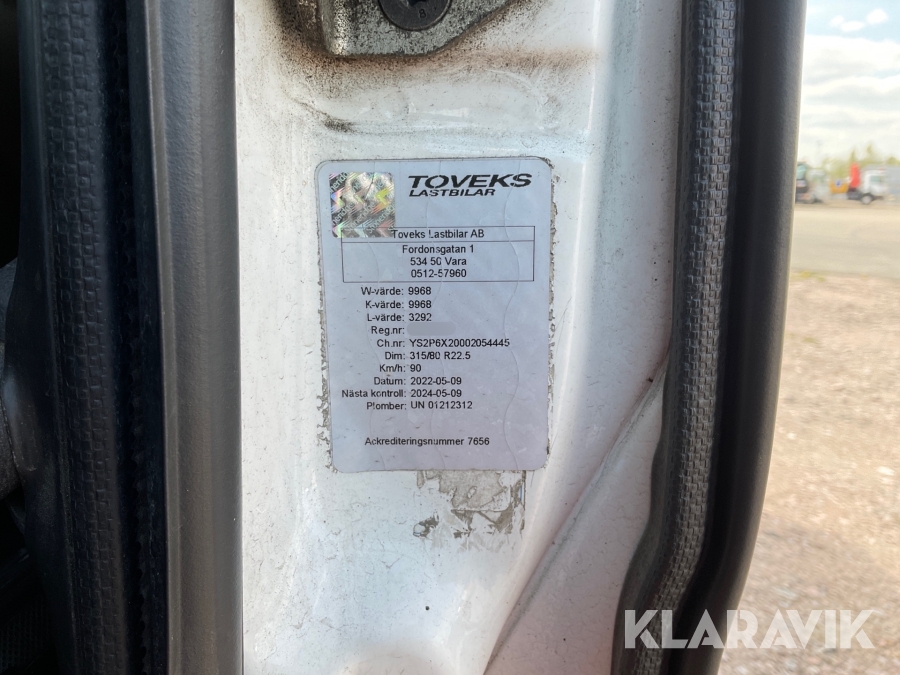 B
TOVEKS
LASTBILAR
Toveks Lastbilar AB
Fordonsgatan 1
534 50 Vara
0512-57960
W-värde: 9968
K-värde: 9968
L-värde: 3292
Reg.nr:
Ch.nr: YS2P6X20002054445
Dim: 315/80 R22.5
Km/h: 90
Datum: 2022-05-09
Nästa kontroll: 2024-05-09
Plomber: UN 01212312
Ackrediteringsnummer 7656
KLARAVIK